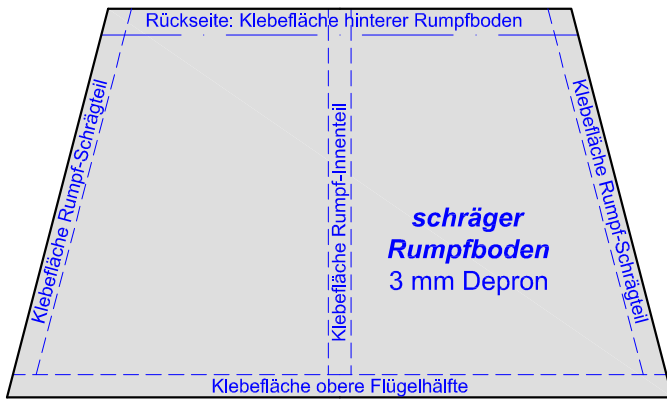 Rückseite: Klebefläche hinterer Rumpfboden
Klebefläche Rumpf-Schrägteil
Klebefläche Rumpf-Innenteil
Klebefläche Rumpf-Schrägteil
schräger
Rumpfboden
3 mm Depron
Klebefläche obere Flügelhälfte